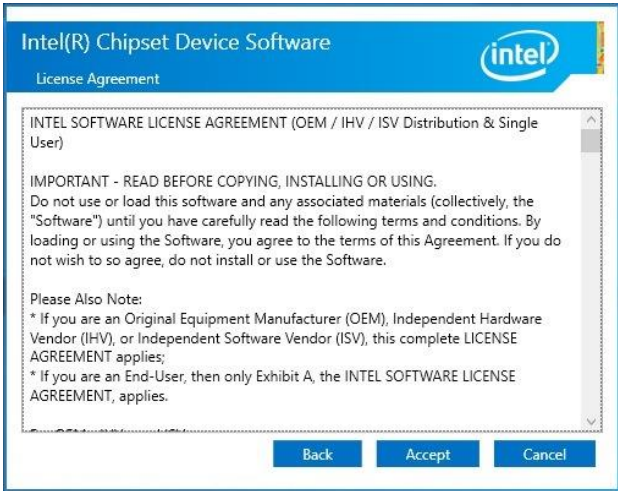 Intel(R) Chipset Device Software
intel
License Agreement
INTEL SOFTWARE LICENSE AGREEMENT (OEM / IHV / ISV Distribution & Single
User)
IMPORTANT - READ BEFORE COPYING, INSTALLING OR USING.
Do not use or load this software and any associated materials (collectively, the
"Software") until you have carefully read the following terms and conditions. By
loading or using the Software, you agree to the terms of this Agreement. If you do
not wish to so agree, do not install or use the Software.
Please Also Note:
* If you are an Original Equipment Manufacturer (OEM), Independent Hardware
Vendor (IHV), or Independent Software Vendor (ISV), this complete LICENSE
AGREEMENT applies;
* If you are an End-User, then only Exhibit A, the INTEL SOFTWARE LICENSE
AGREEMENT, applies.
Back Accept Cancel